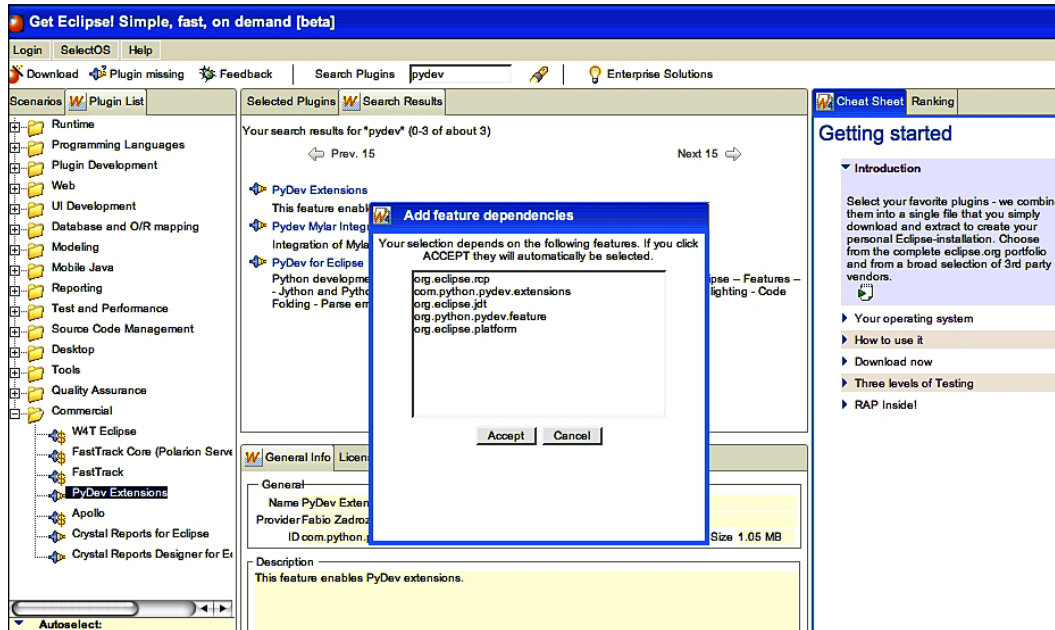 Get Eclipse! Simple, fast, on demand [beta]
Login SelectOS Help
Download Plugin missing Feedback Search Plugins pydev Enterprise Solutions
Scenarios Plugin List
Runtime
Programming Languages
Plugin Development
Web
UI Development
Database and O/R mapping
Modeling
Mobile Java
Reporting
Test and Performance
Source Code Management
Desktop
Tools
Quality Assurance
Commercial
W4T Eclipse
FastTrack Core (Polarion Serve
FastTrack
PyDev Extensions
Apollo
Crystal Reports for Eclipse
Crystal Reports Designer for
Autoselect:
Selected Plugins Search Results
Your search results for "pydev" (0-3 of about 3)
Prev. 15 Next 15
PyDev Extensions
This feature enabl
Pydev Mylar Integ
Integration of Myla
PyDev for Eclipse
Python developme pse – Features –
- Jython and Pytho lighting - Code
Folding - Parse err
Add feature dependencies
Your selection depends on the following features. If you click
ACCEPT they will automatically be selected.
org.eclipse.rcp
com.python.pydev.extensions
org.eclipse.jdt
org.python.pydev.feature
org.eclipse.platform
Accept Cancel
General Info Licen
General
Name PyDev Exten
Provider Fabio Zadroz
ID com.python. Size 1.05 MB
Description
This feature enables PyDev extensions.
Cheat Sheet Ranking
Getting started
Introduction
Select your favorite plugins - we combin
them into a single file that you simply
download and extract to create your
personal Eclipse-installation. Choose
from the complete eclipse.org portfolio
and from a broad selection of 3rd party
vendors.
Your operating system
How to use it
Download now
Three levels of Testing
RAP Inside!